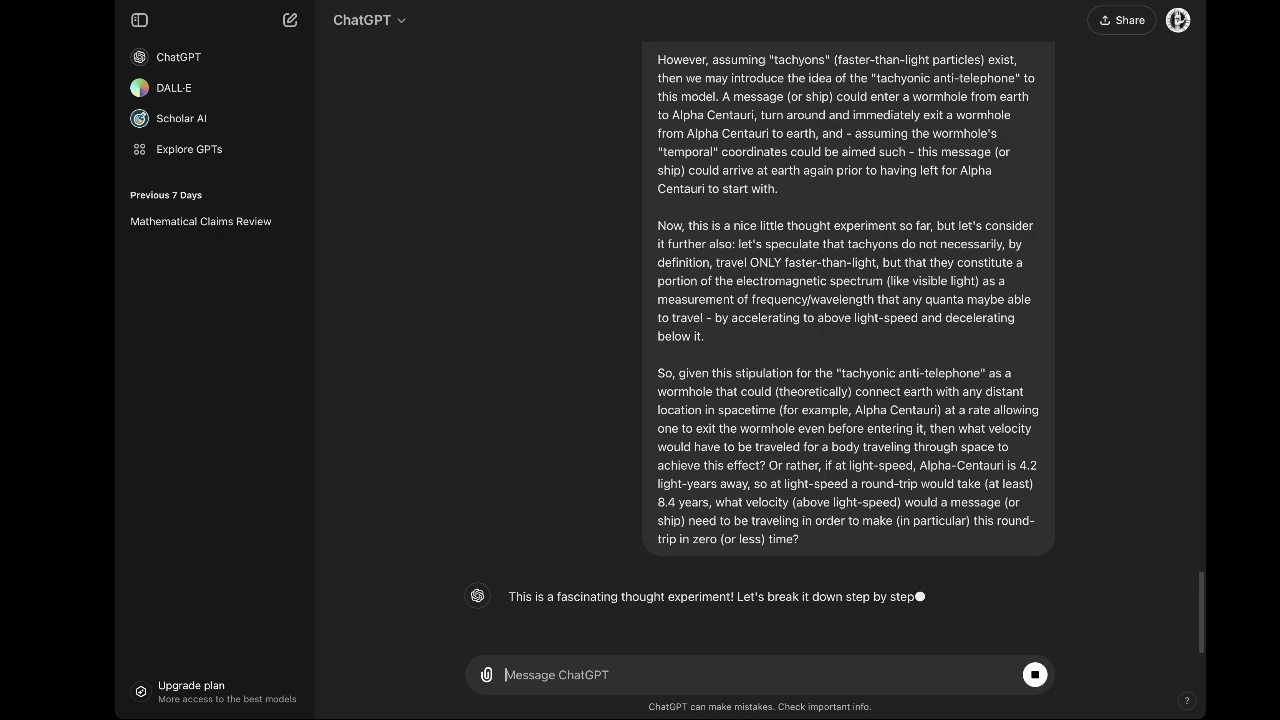 ChatGPT
Share
ChatGPT
DALL·E
Scholar AI
Explore GPTs
Previous 7 Days
Mathematical Claims Review
However, assuming "tachyons" (faster-than-light particles) exist,
then we may introduce the idea of the "tachyonic anti-telephone" to
this model. A message (or ship) could enter a wormhole from earth
to Alpha Centauri, turn around and immediately exit a wormhole
from Alpha Centauri to earth, and - assuming the wormhole's
"temporal" coordinates could be aimed such - this message (or
ship) could arrive at earth again prior to having left for Alpha
Centauri to start with.
Now, this is a nice little thought experiment so far, but let's consider
it further also: let's speculate that tachyons do not necessarily, by
definition, travel ONLY faster-than-light, but that they constitute a
portion of the electromagnetic spectrum (like visible light) as a
measurement of frequency/wavelength that any quanta maybe able
to travel - by accelerating to above light-speed and decelerating
below it.
So, given this stipulation for the "tachyonic anti-telephone" as a
wormhole that could (theoretically) connect earth with any distant
location in spacetime (for example, Alpha Centauri) at a rate allowing
one to exit the wormhole even before entering it, then what velocity
would have to be traveled for a body traveling through space to
achieve this effect? Or rather, if at light-speed, Alpha-Centauri is 4.2
light-years away, so at light-speed a round-trip would take (at least)
8.4 years, what velocity (above light-speed) would a message (or
ship) need to be traveling in order to make (in particular) this round-
trip in zero (or less) time?
This is a fascinating thought experiment! Let's break it down step by step
Message ChatGPT
Upgrade plan
More access to the best models
ChatGPT can make mistakes. Check important info.
?